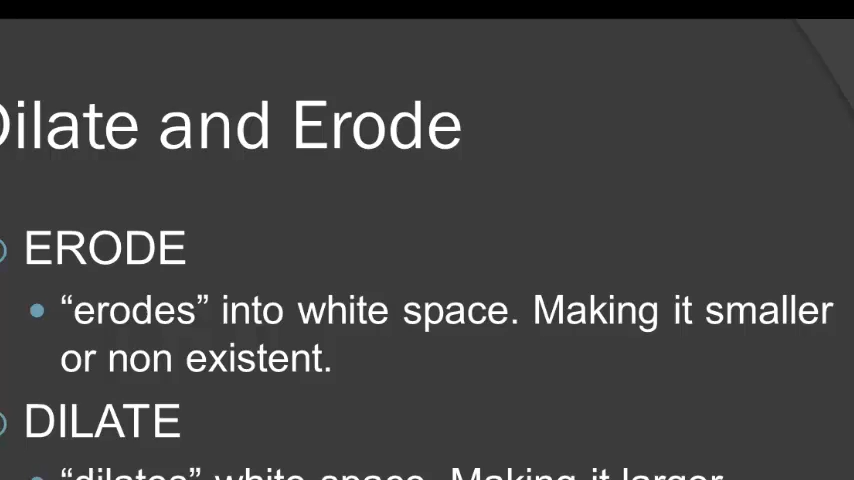 Dilate and Erode
ERODE
“erodes” into white space. Making it smaller
or non existent.
DILATE
“dilates” white space. Making it larger